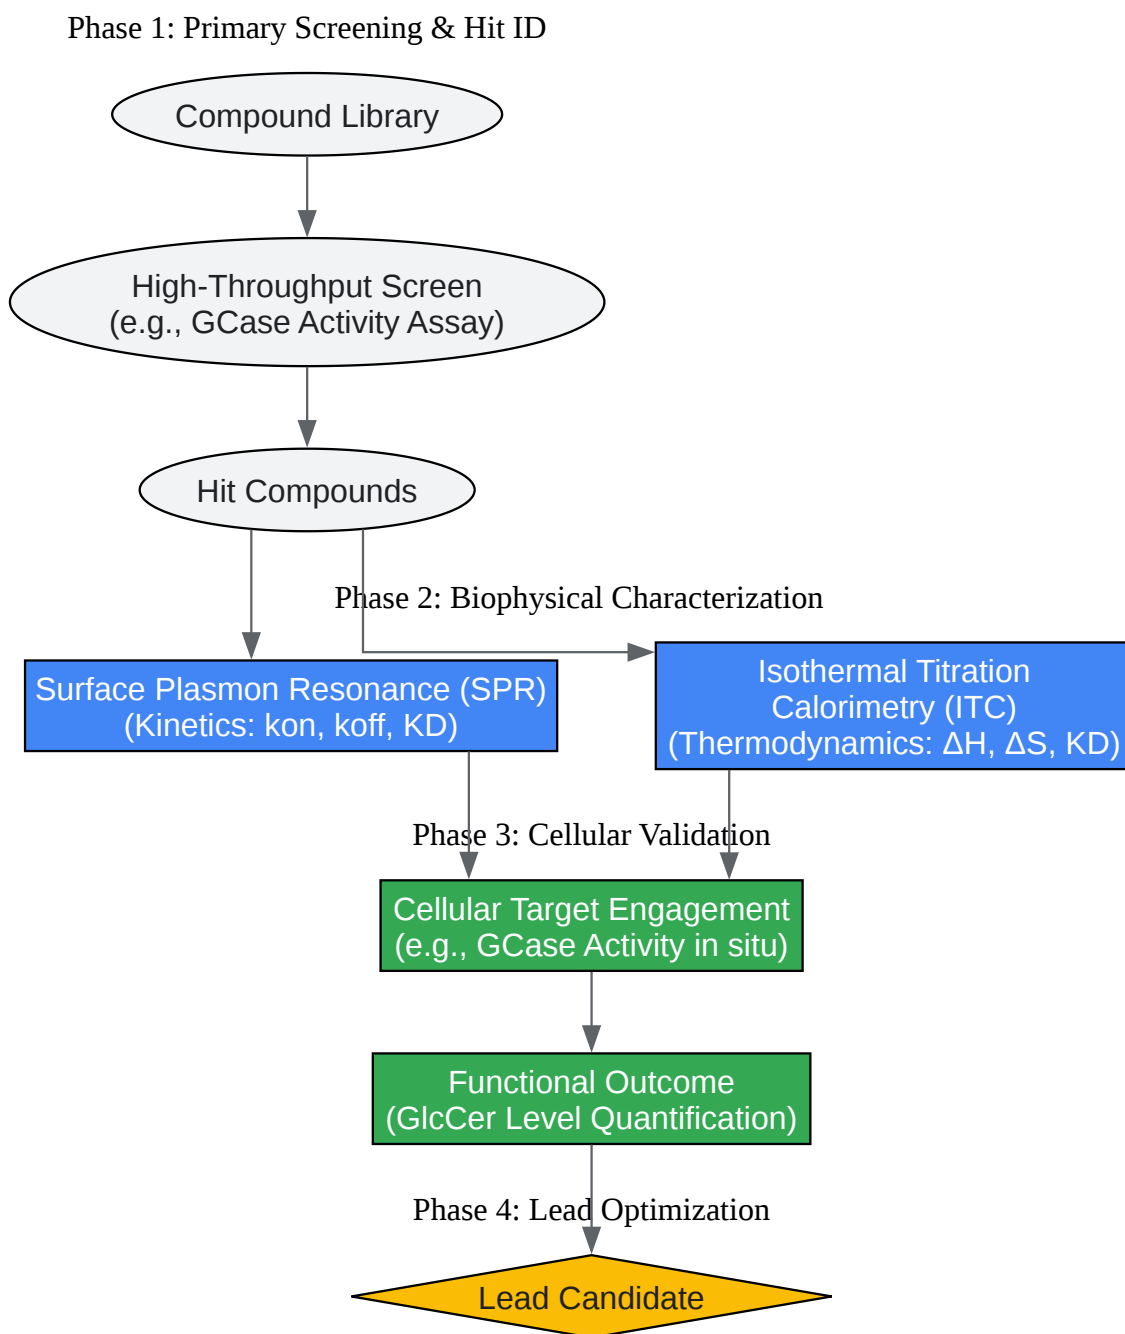 Phase 1: Primary Screening & Hit ID
Compound Library
High-Throughput Screen
(e.g., GCase Activity Assay)
Hit Compounds
Phase 2: Biophysical Characterization
Surface Plasmon Resonance (SPR)
(Kinetics: kon, koff, KD)
Isothermal Titration
Calorimetry (ITC)
(Thermodynamics: ΔH, ΔS, KD)
Phase 3: Cellular Validation
Cellular Target Engagement
(e.g., GCase Activity in situ)
Functional Outcome
(GlcCer Level Quantification)
Phase 4: Lead Optimization
Lead Candidate